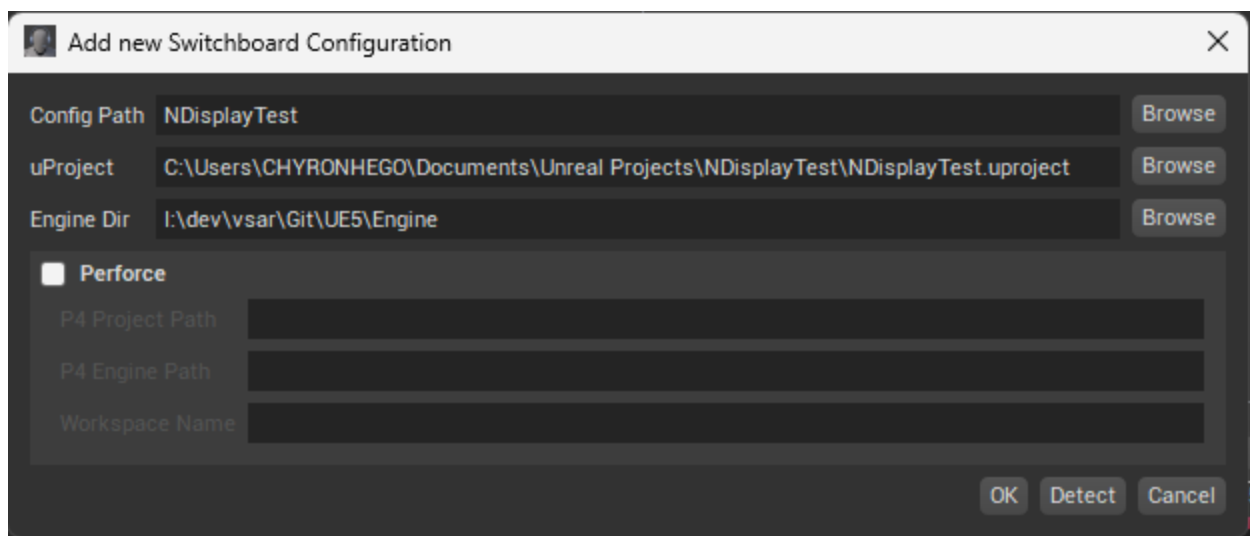 Add new Switchboard Configuration
Config Path NDisplayTest Browse
uProject C:\Users\CHYRONHEGO\Documents\Unreal Projects\NDisplayTest\NDisplayTest.uproject Browse
Engine Dir I:\dev\vsar\Git\UE5\Engine Browse
Perforce
P4 Project Path
P4 Engine Path
Workspace Name
OK Detect Cancel